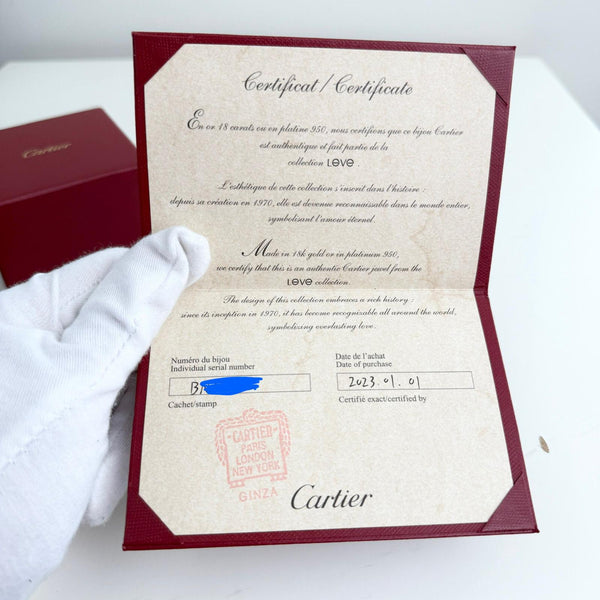 Cartier
Certificat / Certificate
En or 18 carats ou en platine 950, nous certifions que ce bijou Cartier
est authentique et fait partie de la
collection LOVE .
L'esthétique de cette collection s'inscrit dans l'histoire :
depuis sa création en 1970, elle est devenue reconnaissable dans le monde entier,
symbolisant l'amour éternel.
Made in 18k gold or in platinum 950,
we certify that this is an authentic Cartier jewel from the
LOVE collection.
The design of this collection embraces a rich history :
since its inception in 1970, it has become recognizable all around the world,
symbolizing everlasting love.
Numéro du bijou
Individual serial number
Date de l'achat
Date of purchase
2023.01.01
Cachet/stamp
Certifié exact/certified by
CARTIER
PARIS
LONDON
NEW YORK
GINZA
Cartier